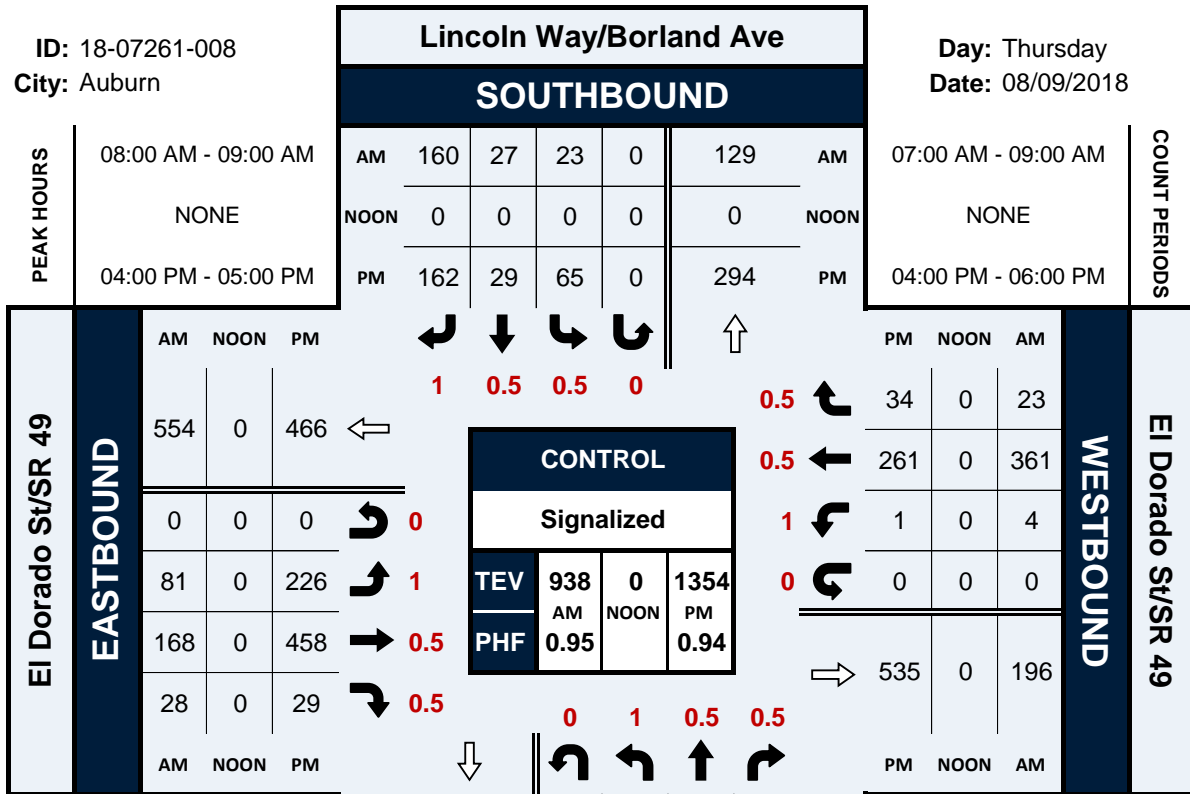 ID: 18-07261-008
City: Auburn
Lincoln Way/Borland Ave
SOUTHBOUND
Day: Thursday
Date: 08/09/2018
PEAK HOURS
08:00 AM - 09:00 AM
NONE
04:00 PM - 05:00 PM
AM 160 27 23 0 129 AM
NOON 0 0 0 0 0 NOON
PM 162 29 65 0 294 PM
07:00 AM - 09:00 AM
NONE
04:00 PM - 06:00 PM
COUNT PERIODS
1 0.5 0.5 0
El Dorado St/SR 49
EASTBOUND
AM NOON PM
554 0 466
0 0 0 0
81 0 226 1
168 0 458 0.5
28 0 29 0.5
AM NOON PM
CONTROL
Signalized
TEV 938 0 1354
AM NOON PM
PHF 0.95 0.94
PM NOON AM
0.5 34 0 23
0.5 261 0 361
1 1 0 4
0 0 0 0
535 0 196
PM NOON AM
WESTBOUND
El Dorado St/SR 49
0 1 0.5 0.5